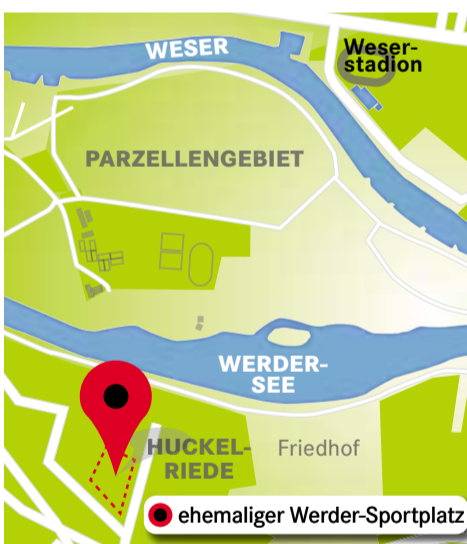 WESER
Weser-
stadion
PARZELLENGEBIET
WERDER-
SEE
HUCKEL-
RIEDE
Friedhof
ehemaliger Werder-Sportplatz